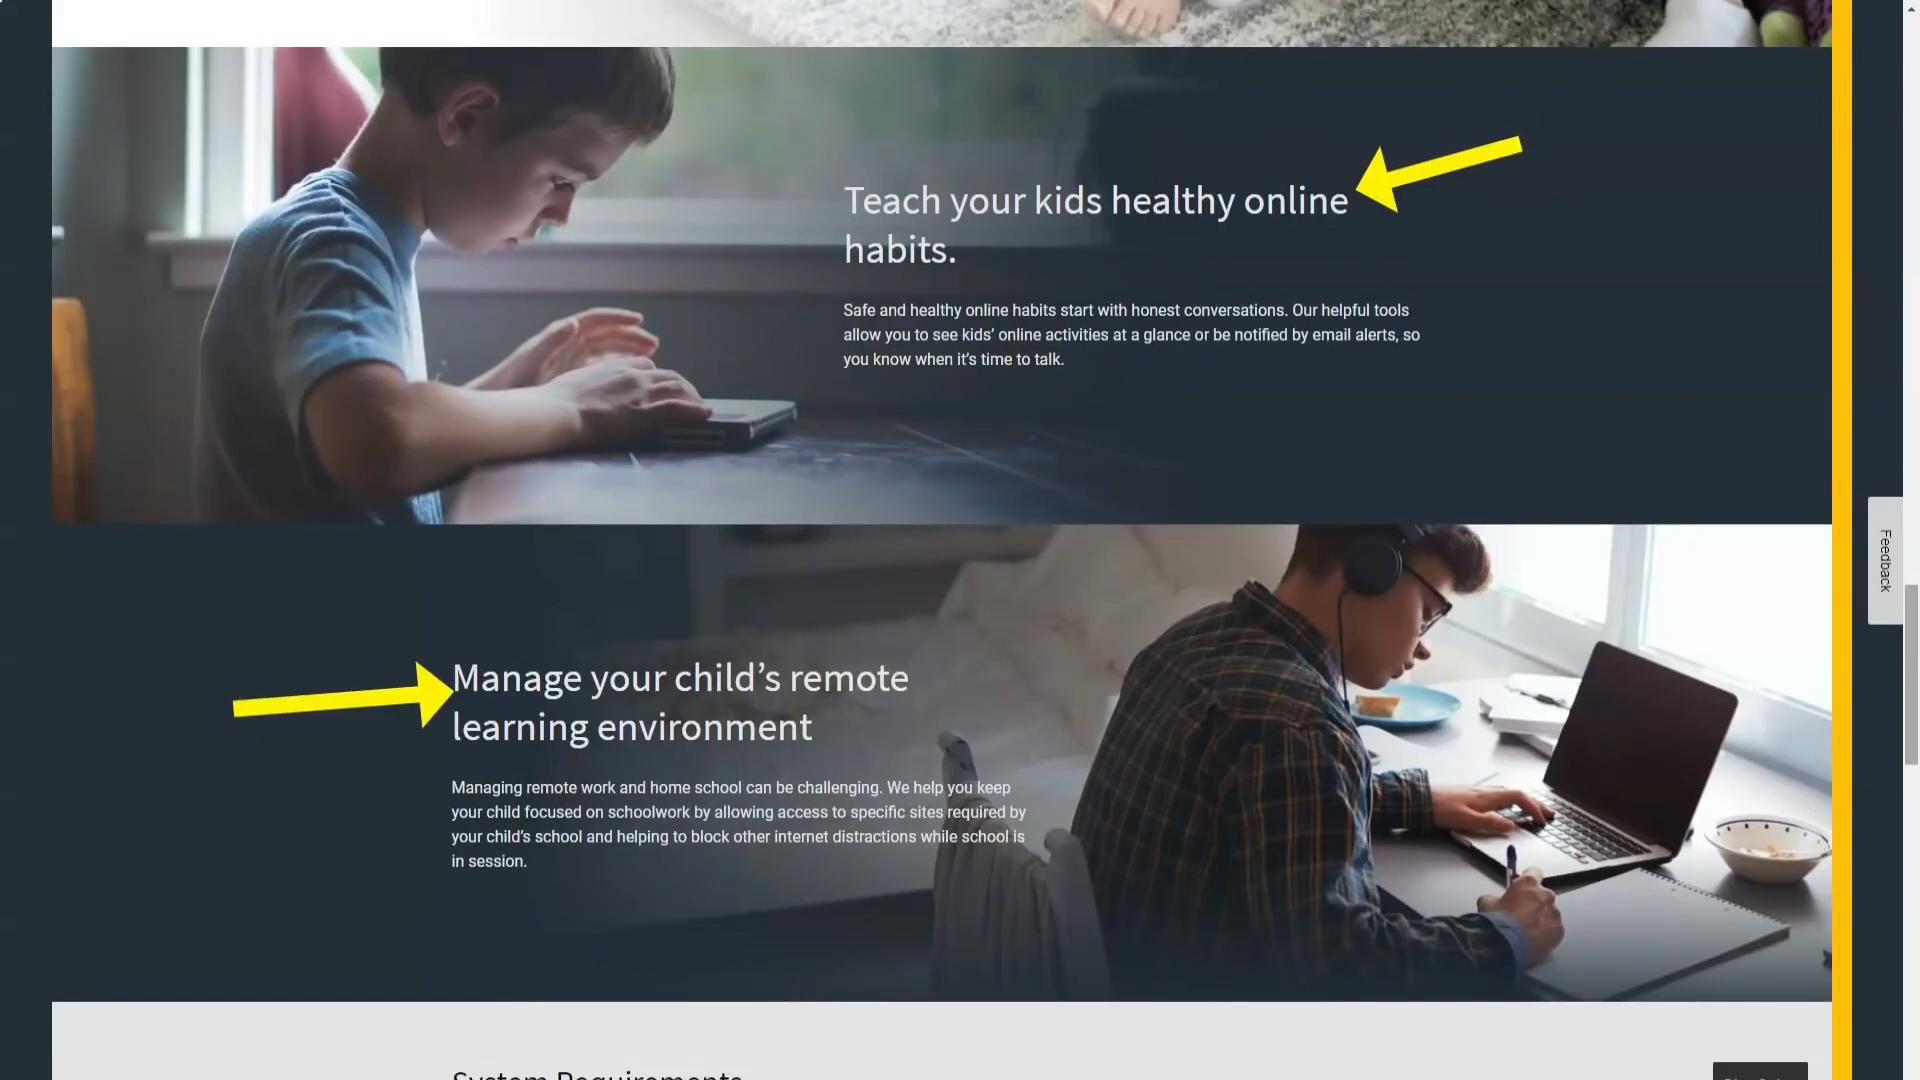 Teach your kids healthy online
habits.
Safe and healthy online habits start with honest conversations. Our helpful tools
allow you to see kids’ online activities at a glance or be notified by email alerts, so
you know when it’s time to talk.
Feedback
Manage your child’s remote
learning environment
Managing remote work and home school can be challenging. We help you keep
your child focused on schoolwork by allowing access to specific sites required by
your child’s school and helping to block other internet distractions while school is
in session.
System Requirements